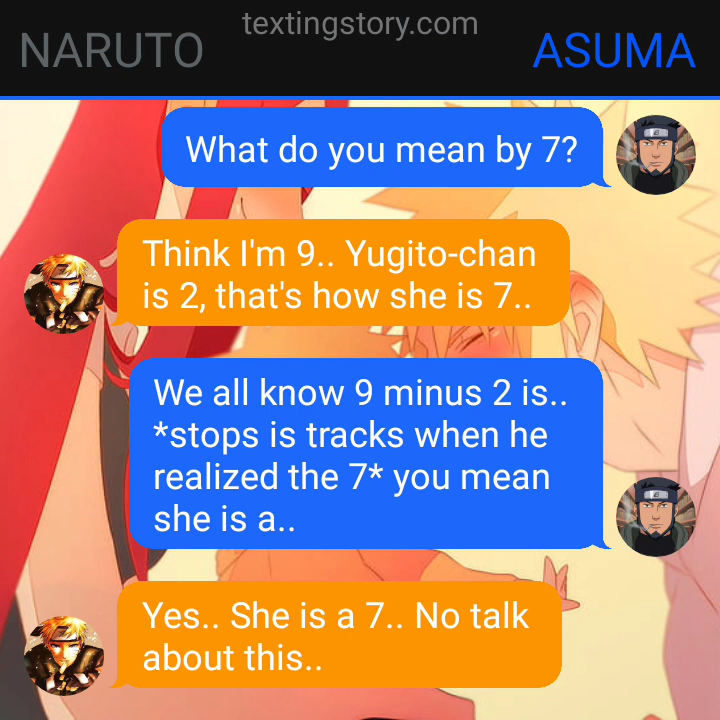 textingstory.com
NARUTO
ASUMA
What do you mean by 7?
Think I'm 9.. Yugito-chan
is 2, that's how she is 7..
We all know 9 minus 2 is..
*stops is tracks when he
realized the 7* you mean
she is a..
Yes.. She is a 7.. No talk
about this..